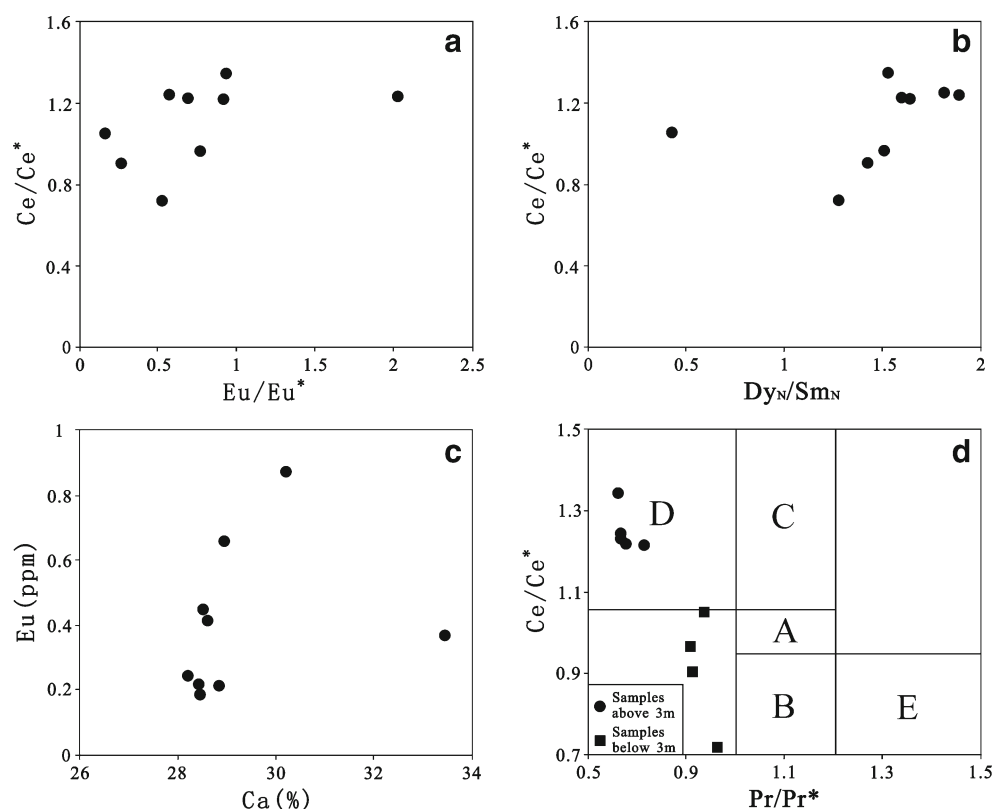 a
1.6
1.2
0.8
0.4
0
Ce/Ce*
0 0.5 1 1.5 2 2.5
Eu/Eu*
b
1.6
1.2
0.8
0.4
0
Ce/Ce*
0 0.5 1 1.5 2
DyN/SmN
c
1
0.8
0.6
0.4
0.2
0
Eu(ppm)
26 28 30 32 34
Ca(%)
d
1.5
1.3
1.1
0.9
0.7
Ce/Ce*
D
C
A
B
E
Samples
above 3m
Samples
below 3m
0.5 0.9 1.1 1.3 1.5
Pr/Pr*